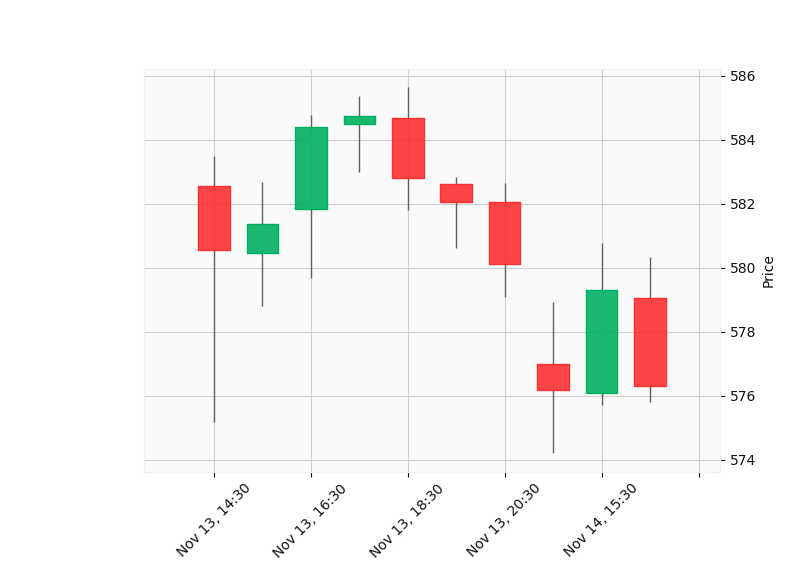 586
584
582
580
578
576
574
Price
Nov 13, 14:30
Nov 13, 16:30
Nov 13, 18:30
Nov 13, 20:30
Nov 14, 15:30